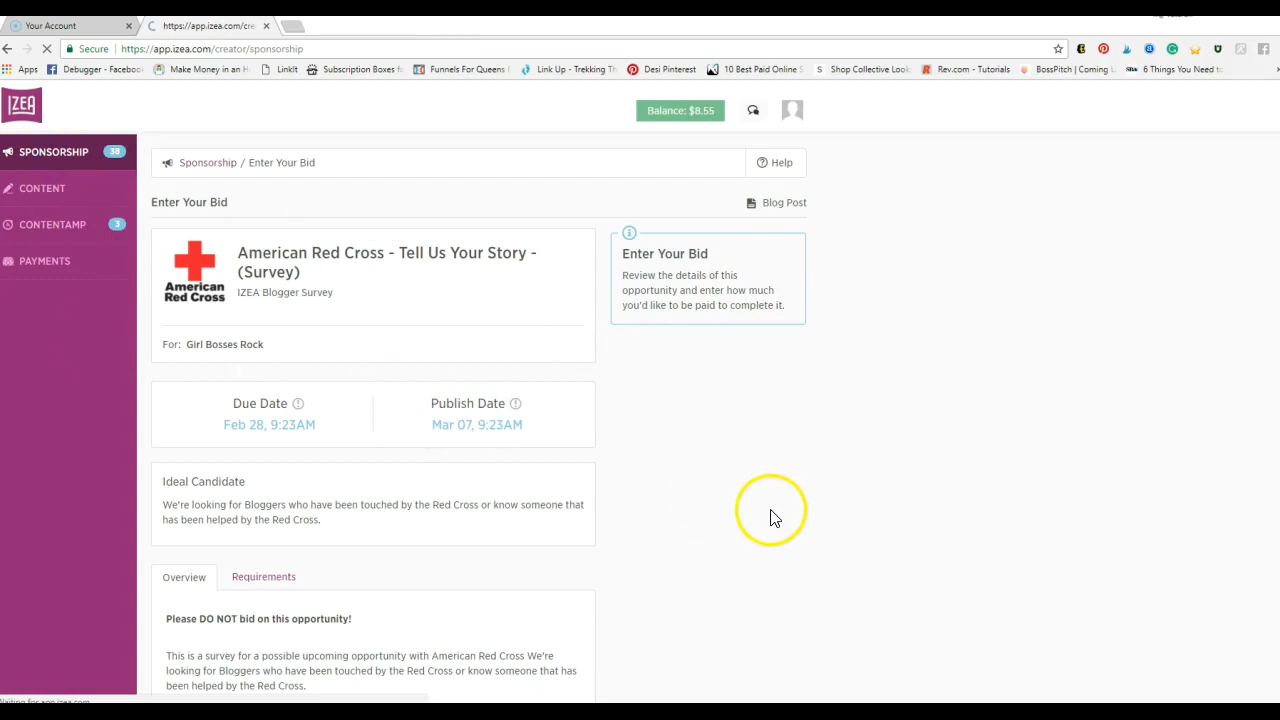 Your Account
https://app.izea.com/cre
Secure https://app.izea.com/creator/sponsorship
Apps Debugger - Faceboo Make Money in an H LinkIt Subscription Boxes fo Funnels For Queens Link Up - Trekking Th Desi Pinterest 10 Best Paid Online S Shop Collective Look Rev.com - Tutorials BossPitch | Coming L 6 Things You Need to
IZEA
Balance: $8.55
SPONSORSHIP 38
CONTENT
CONTENTAMP 3
PAYMENTS
Sponsorship / Enter Your Bid
Help
Enter Your Bid
Blog Post
American Red Cross
American Red Cross - Tell Us Your Story -
(Survey)
IZEA Blogger Survey
For: Girl Bosses Rock
Enter Your Bid
Review the details of this
opportunity and enter how much
you'd like to be paid to complete it.
Due Date
Feb 28, 9:23AM
Publish Date
Mar 07, 9:23AM
Ideal Candidate
We're looking for Bloggers who have been touched by the Red Cross or know someone that
has been helped by the Red Cross.
Overview
Requirements
Please DO NOT bid on this opportunity!
This is a survey for a possible upcoming opportunity with American Red Cross We're
looking for Bloggers who have been touched by the Red Cross or know someone that has
been helped by the Red Cross.
Waiting for app.izea.com